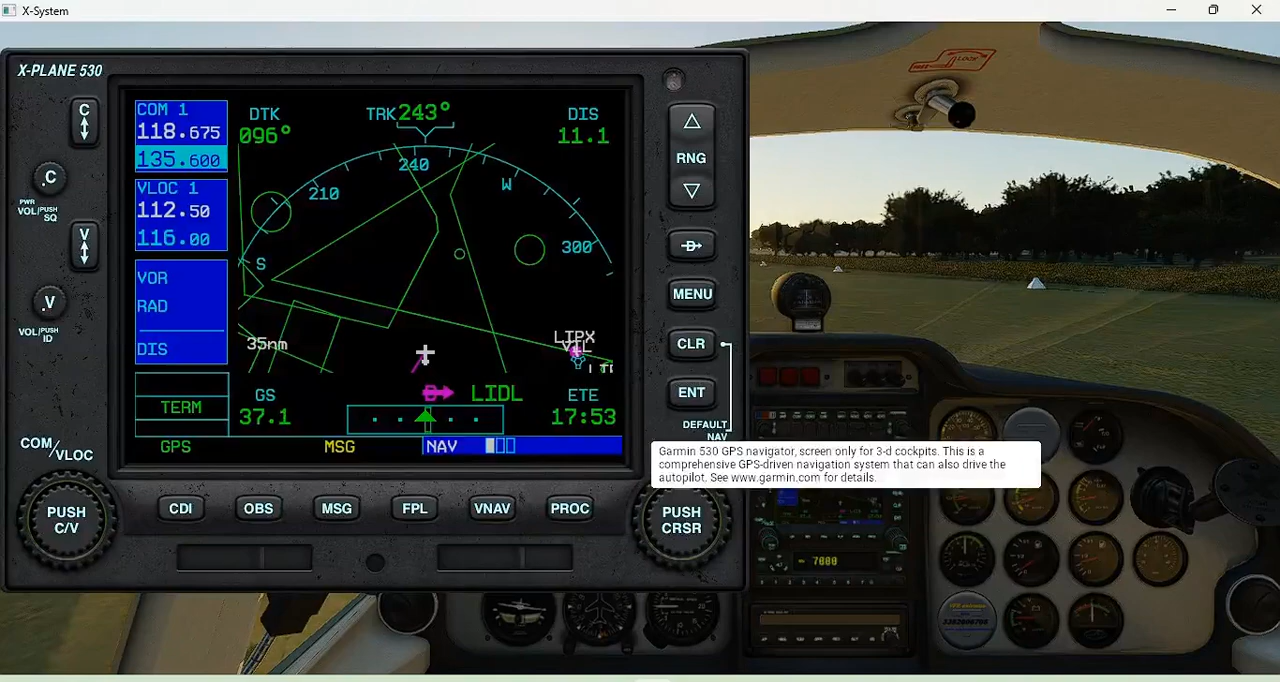 X-System
X-PLANE 530
C
COM 1
118.675
135.600
DTK
096°
TRK 243°
DIS
11.1
RNG
.C
PWR
VOL/PUSH
SQ
VLOC 1
112.50
116.00
210
240
W
300
S
V
MENU
VOR
RAD
DIS
.V
VOL/PUSH
ID
CLR
35nm
LIPX
ENT
GS
37.1
LIDL
ETE
17:53
TERM
DEFAULT
NAV
GPS
MSG
NAV
COM/VLOC
Garmin 530 GPS navigator, screen only for 3-d cockpits. This is a
comprehensive GPS-driven navigation system that can also drive the
autopilot. See www.garmin.com for details.
PUSH
C/V
CDI
OBS
MSG
FPL
VNAV
PROC
PUSH
CRSR
7000